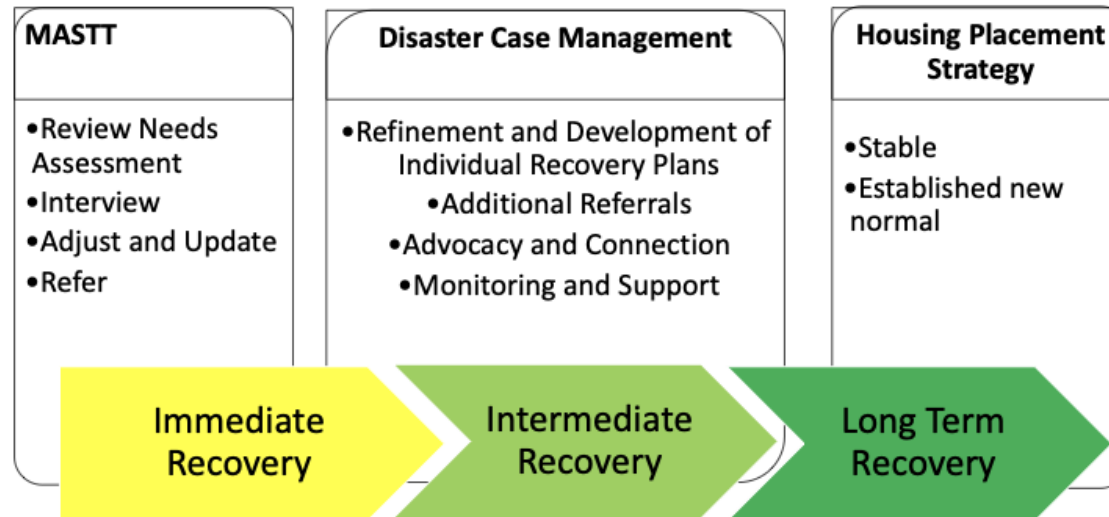 MASTT
•Review Needs
Assessment
•Interview
•Adjust and Update
•Refer
Disaster Case Management
•Refinement and Development of
Individual Recovery Plans
•Additional Referrals
•Advocacy and Connection
•Monitoring and Support
Housing Placement
Strategy
•Stable
•Established new
normal
Immediate
Recovery
Intermediate
Recovery
Long Term
Recovery